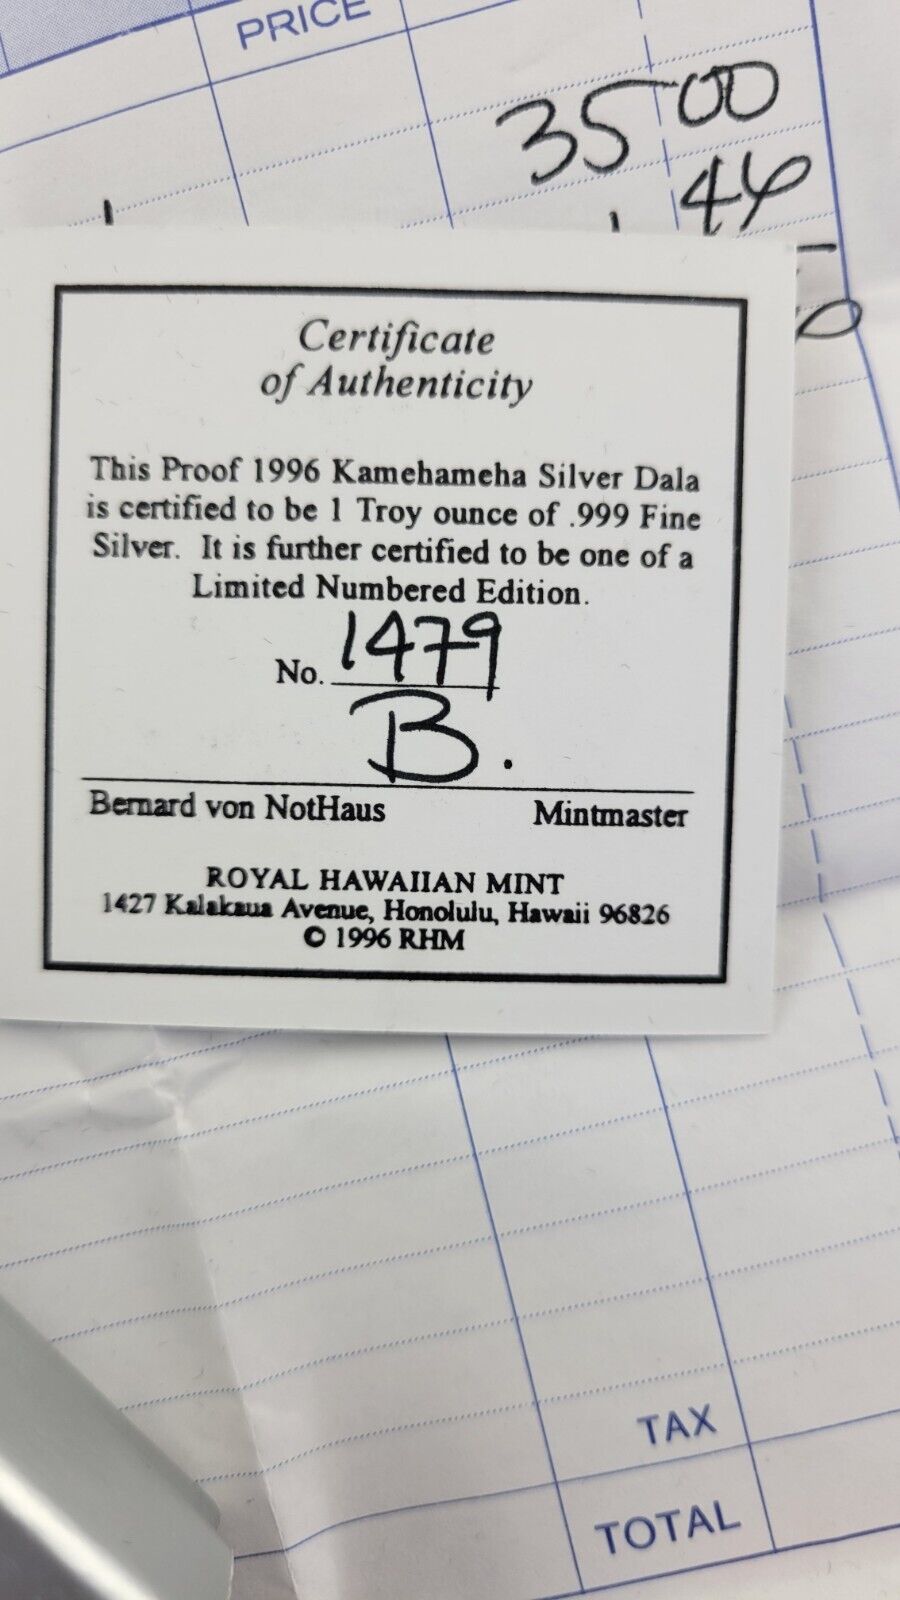 PRICE
35 00
1.46
Certificate
of Authenticity
This Proof 1996 Kamehameha Silver Dala
is certified to be 1 Troy ounce of .999 Fine
Silver. It is further certified to be one of a
Limited Numbered Edition.
No. 1479
B.
Bernard von NotHaus Mintmaster
ROYAL HAWAIIAN MINT
1427 Kalakaua Avenue, Honolulu, Hawaii 96826
© 1996 RHM
TAX
TOTAL